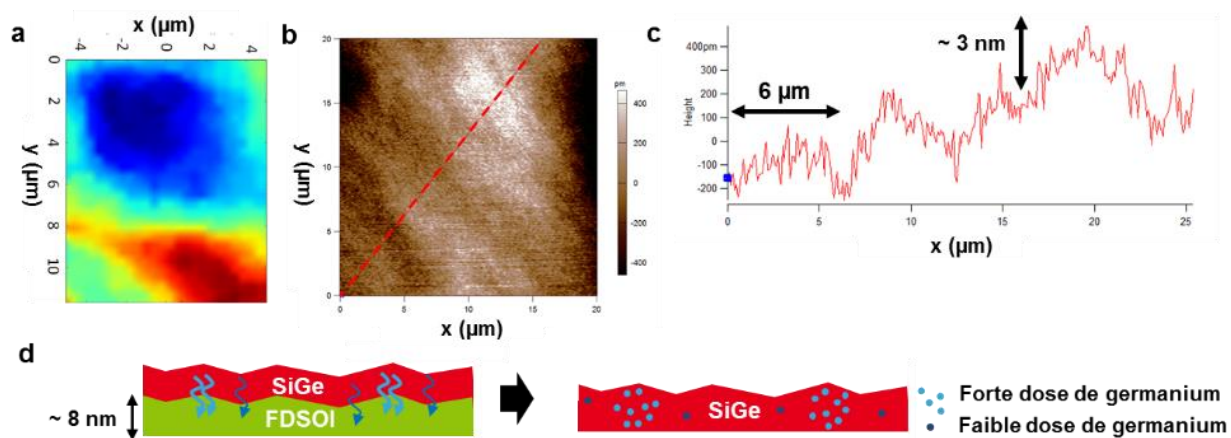 a
x (µm)
-4 -2 0 2 4
y (µm)
0
2
4
6
8
10
b
20
15
10
5
0
y (µm)
0 5 10 15 20
x (µm)
pm
400
200
0
-200
-400
c
~ 3 nm
6 µm
Height
400pm
300
200
100
0
-100
-200
0 5 10 15 20 25
x (µm)
d
~ 8 nm
SiGe
FDSOI
SiGe
Forte dose de germanium
Faible dose de germanium